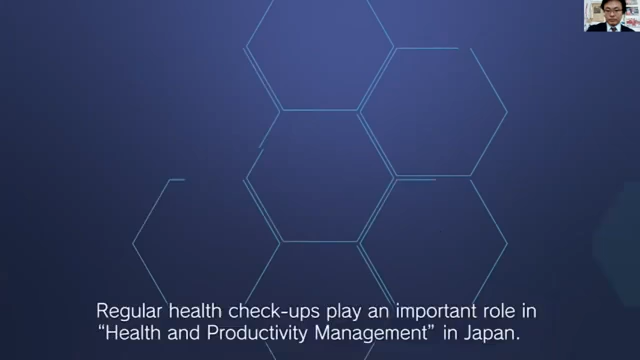 Regular health check-ups play an important role in
“Health and Productivity Management” in Japan.